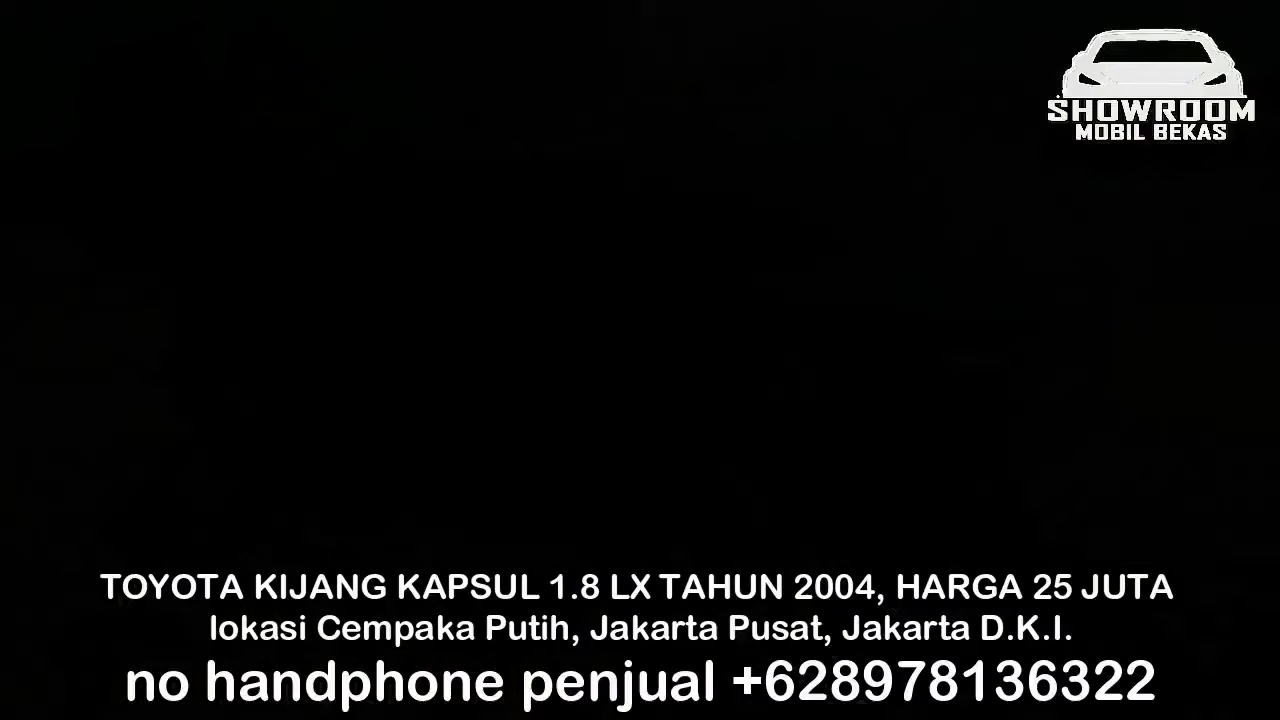 SHOWROOM
MOBIL BEKAS
TOYOTA KIJANG KAPSUL 1.8 LX TAHUN 2004, HARGA 25 JUTA
lokasi Cempaka Putih, Jakarta Pusat, Jakarta D.K.I.
no handphone penjual +628978136322